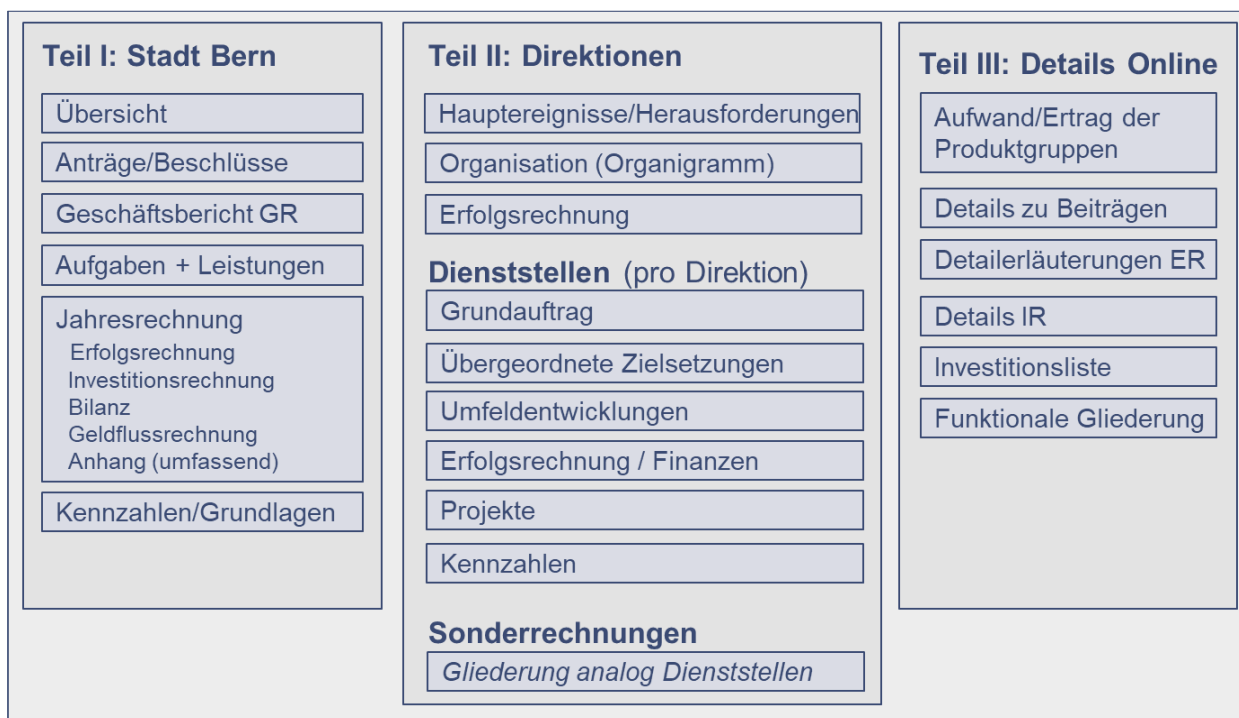 Teil I: Stadt Bern
Übersicht
Anträge/Beschlüsse
Geschäftsbericht GR
Aufgaben + Leistungen
Jahresrechnung
Erfolgsrechnung
Investitionsrechnung
Bilanz
Geldflussrechnung
Anhang (umfassend)
Kennzahlen/Grundlagen
Teil II: Direktionen
Hauptereignisse/Herausforderungen
Organisation (Organigramm)
Erfolgsrechnung
Dienststellen (pro Direktion)
Grundauftrag
Übergeordnete Zielsetzungen
Umfeldentwicklungen
Erfolgsrechnung / Finanzen
Projekte
Kennzahlen
Sonderrechnungen
Gliederung analog Dienststellen
Teil III: Details Online
Aufwand/Ertrag der
Produktgruppen
Details zu Beiträgen
Detailerläuterungen ER
Details IR
Investitionsliste
Funktionale Gliederung